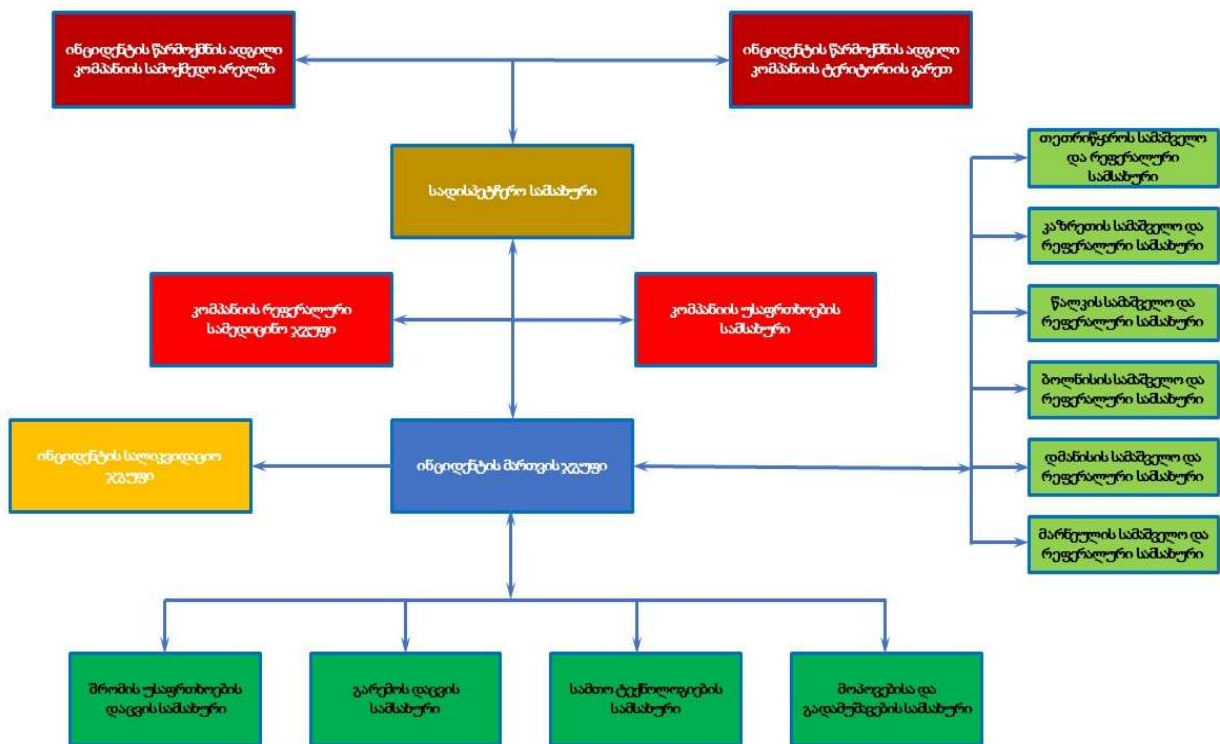 ინციდენტის წარმოქმნის ადგილი
კომპანიის სამოქმედო არეალში
ინციდენტის წარმოქმნის ადგილი
კომპანიის ტერიტორიის გარეთ
სადისპეტჩერო სამსახური
კომპანიის რეფერალური
სამედიცინო ჯგუფი
კომპანიის უსაფრთხოების
სამსახური
ინციდენტის სალიკვიდაციო
ჯგუფი
ინციდენტის მართვის ჯგუფი
თეთრიწყაროს სამაშველო
და რეფერალური
სამსახური
კაზრეთის სამაშველო და
რეფერალური სამსახური
წალკის სამაშველო და
რეფერალური სამსახური
ბოლნისის სამაშველო და
რეფერალური სამსახური
დმანისის სამაშველო და
რეფერალური სამსახური
მარნეულის სამაშველო და
რეფერალური სამსახური
შრომის უსაფრთხოების
დაცვის სამსახური
გარემოს დაცვის
სამსახური
სამთო ტექნოლოგიების
სამსახური
მოპოვებისა და
გადამუშავების სამსახური